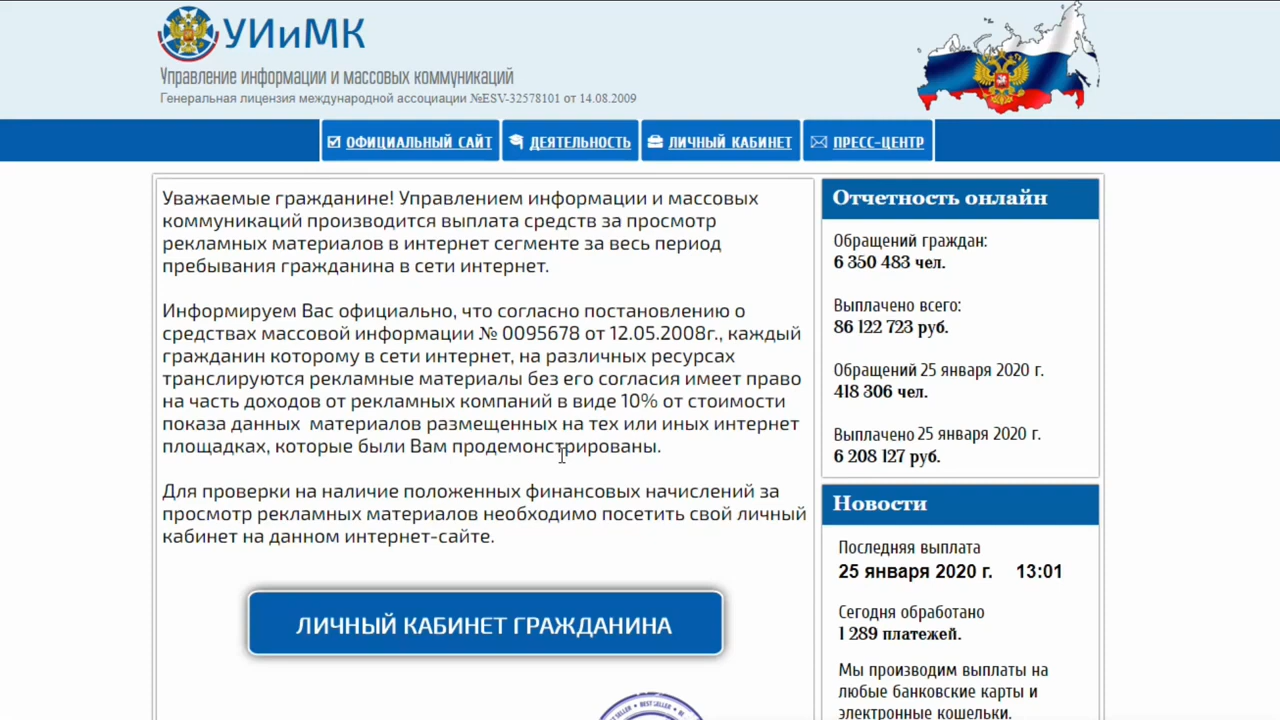 УИиМК
Управление информации и массовых коммуникаций
Генеральная лицензия международной ассоциации №ESV-32578101 от 14.08.2009
ОФИЦИАЛЬНЫЙ САЙТ
ДЕЯТЕЛЬНОСТЬ
ЛИЧНЫЙ КАБИНЕТ
ПРЕСС-ЦЕНТР
Уважаемые гражданине! Управлением информации и массовых
коммуникаций производится выплата средств за просмотр
рекламных материалов в интернет сегменте за весь период
пребывания гражданина в сети интернет.
Информируем Вас официально, что согласно постановлению о
средствах массовой информации № 0095678 от 12.05.2008г., каждый
гражданин которому в сети интернет, на различных ресурсах
транслируются рекламные материалы без его согласия имеет право
на часть доходов от рекламных компаний в виде 10% от стоимости
показа данных материалов размещенных на тех или иных интернет
площадках, которые были Вам продемонстрированы.
Для проверки на наличие положенных финансовых начислений за
просмотр рекламных материалов необходимо посетить свой личный
кабинет на данном интернет-сайте.
ЛИЧНЫЙ КАБИНЕТ ГРАЖДАНИНА
BEST SELLER
Отчетность онлайн
Обращений граждан:
6 350 483 чел.
Выплачено всего:
86 122 723 руб.
Обращений 25 января 2020 г.
418 306 чел.
Выплачено 25 января 2020 г.
6 208 127 руб.
Новости
Последняя выплата
25 января 2020 г. 13:01
Сегодня обработано
1 289 платежей.
Мы производим выплаты на
любые банковские карты и
электронные кошельки.